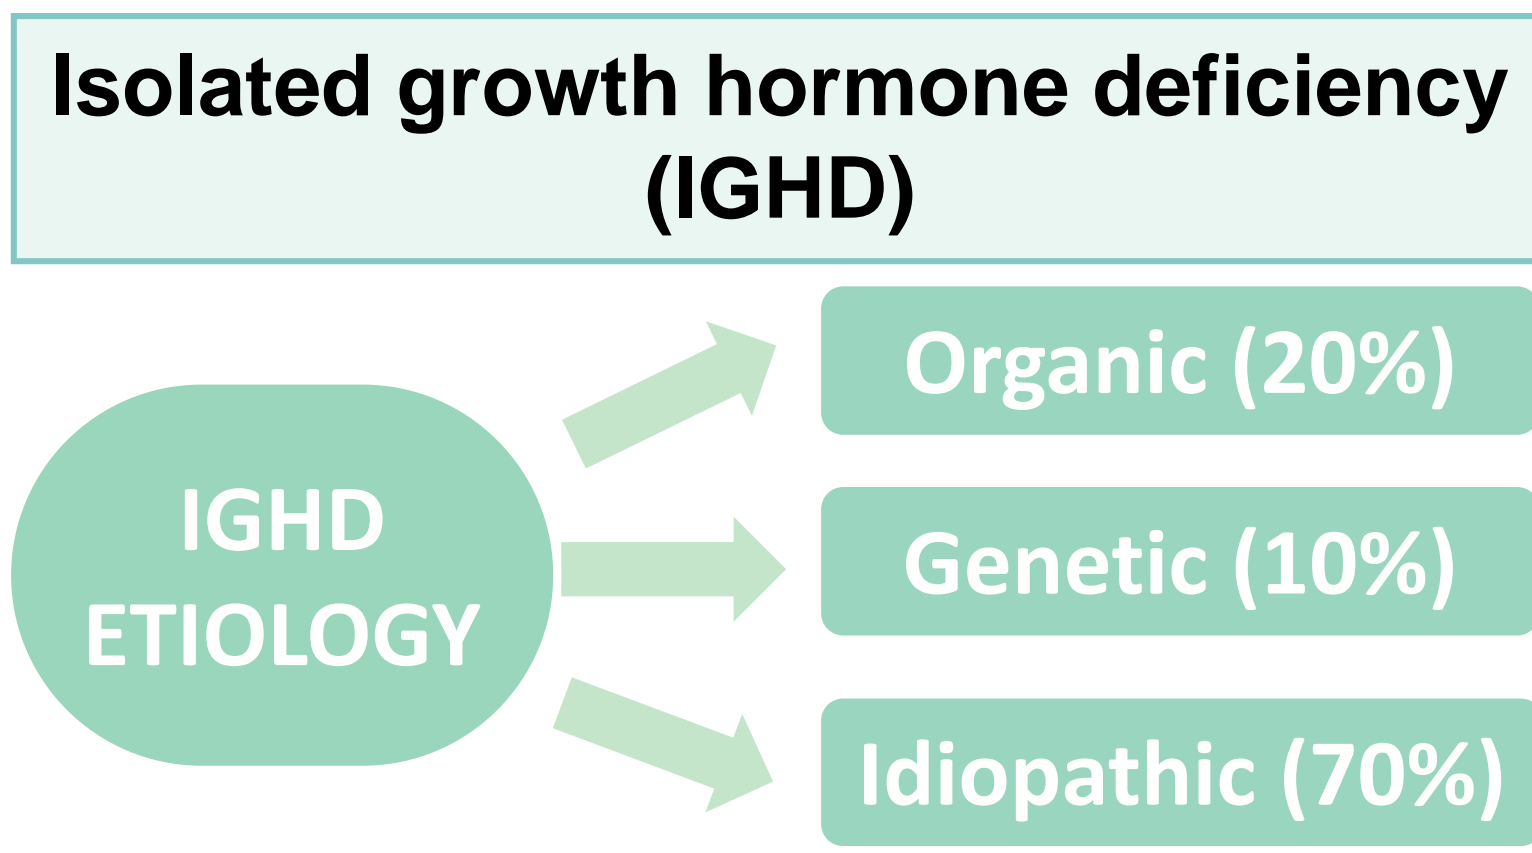 Isolated growth hormone deficiency
(IGHD)
IGHD
ETIOLOGY
Organic (20%)
Genetic (10%)
Idiopathic (70%)